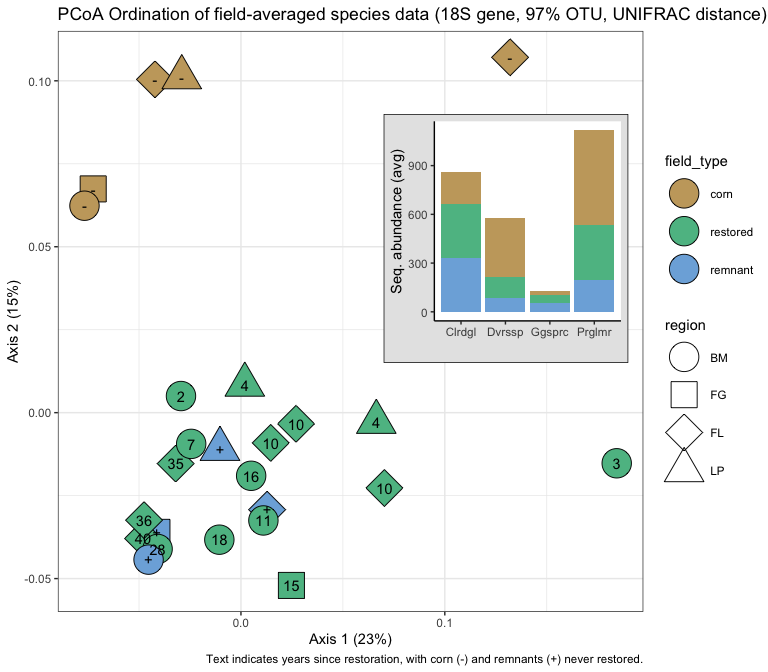 PCoA Ordination of field-averaged species data (18S gene, 97% OTU, UNIFRAC distance)
Axis 2 (15%)
0.10
0.05
0.00
-0.05
0.0
0.1
Axis 1 (23%)
-
-
-
-
-
2
4
7
10
10
4
35
+
16
10
3
+
11
36
+
40
28
+
18
15
Seq. abundance (avg)
900
600
300
0
Clrdgl
Dvrssp
Ggsprc
Prglmr
field_type
corn
restored
remnant
region
BM
FG
FL
LP
Text indicates years since restoration, with corn (-) and remnants (+) never restored.